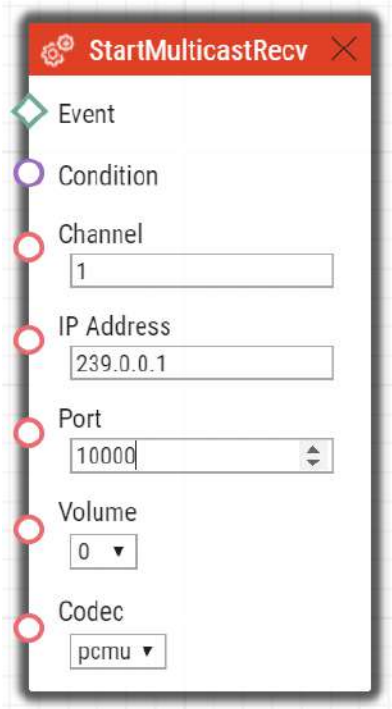 StartMulticastRecv
Event
Condition
Channel
1
IP Address
239.0.0.1
Port
10000
Volume
0
Codec
pcmu